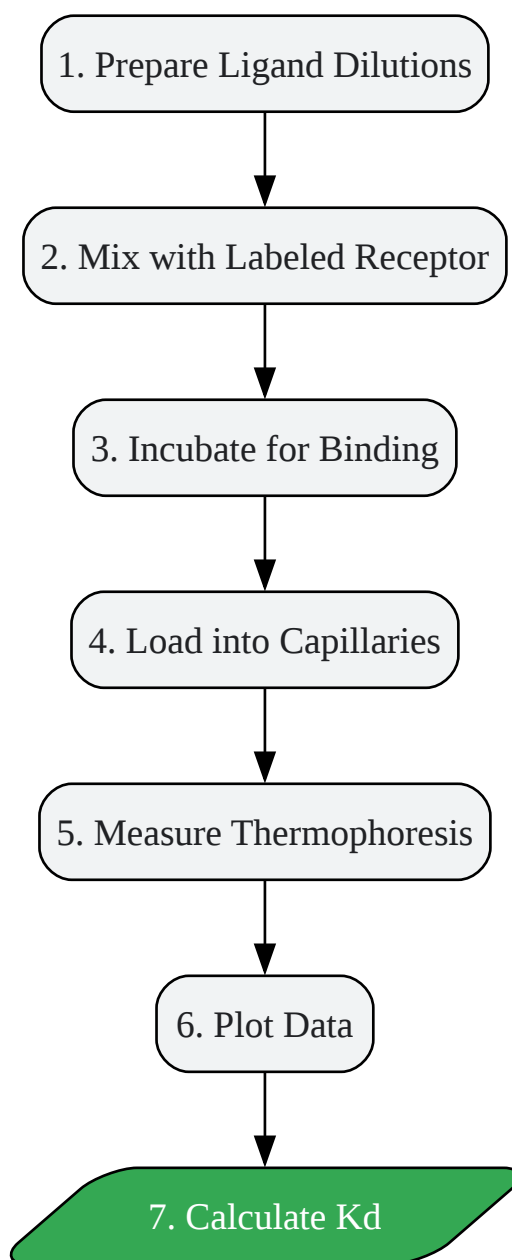 1. Prepare Ligand Dilutions
2. Mix with Labeled Receptor
3. Incubate for Binding
4. Load into Capillaries
5. Measure Thermophoresis
6. Plot Data
7. Calculate Kd